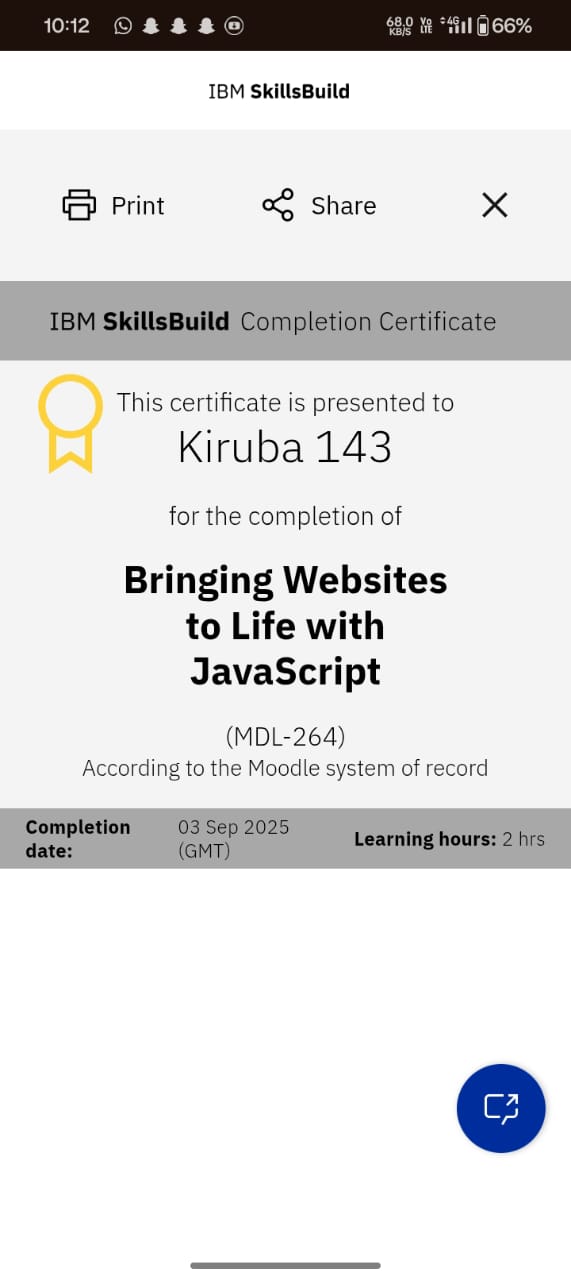 10:12
68.0 KB/S Vo LTE 4G 66%
IBM SkillsBuild
Print Share
IBM SkillsBuild Completion Certificate
This certificate is presented to
Kiruba 143
for the completion of
Bringing Websites
to Life with
JavaScript
(MDL-264)
According to the Moodle system of record
Completion date: 03 Sep 2025 (GMT) Learning hours: 2 hrs